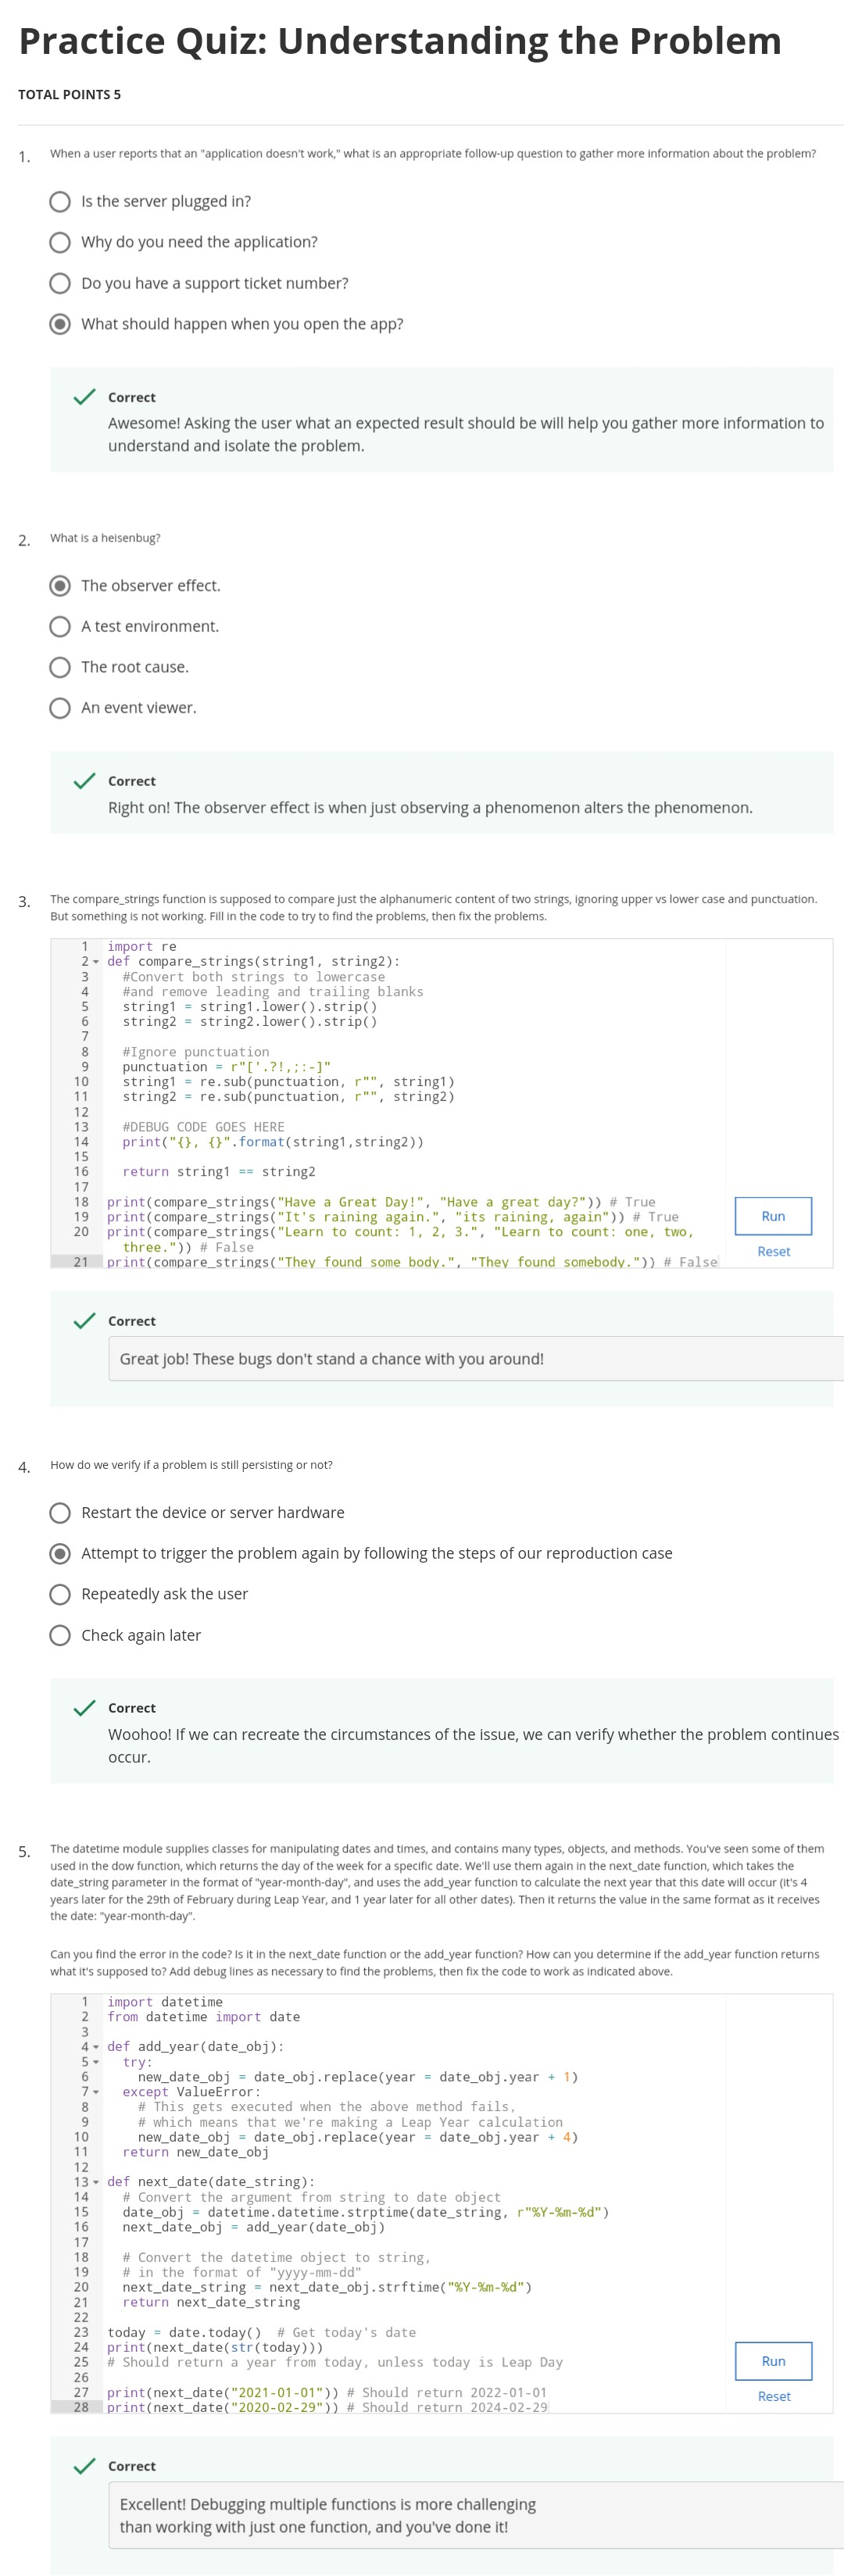 Practice Quiz: Understanding the Problem
TOTAL POINTS 5
1. When a user reports that an "application doesn't work," what is an appropriate follow-up question to gather more information about the problem?
Is the server plugged in?
Why do you need the application?
Do you have a support ticket number?
What should happen when you open the app?
Correct
Awesome! Asking the user what an expected result should be will help you gather more information to
understand and isolate the problem.
2. What is a heisenbug?
The observer effect.
A test environment.
The root cause.
An event viewer.
Correct
Right on! The observer effect is when just observing a phenomenon alters the phenomenon.
3. The compare_strings function is supposed to compare just the alphanumeric content of two strings, ignoring upper vs lower case and punctuation.
But something is not working. Fill in the code to try to find the problems, then fix the problems.
1 import re
2 def compare_strings(string1, string2):
3   #Convert both strings to lowercase
4   #and remove leading and trailing blanks
5   string1 = string1.lower().strip()
6   string2 = string2.lower().strip()
7
8   #Ignore punctuation
9   punctuation = r"['.?!,;:-]"
10   string1 = re.sub(punctuation, r"", string1)
11   string2 = re.sub(punctuation, r"", string2)
12
13   #DEBUG CODE GOES HERE
14   print("{}, {}".format(string1,string2))
15
16   return string1 == string2
17
18 print(compare_strings("Have a Great Day!", "Have a great day?")) # True
19 print(compare_strings("It's raining again.", "its raining, again")) # True
20 print(compare_strings("Learn to count: 1, 2, 3.", "Learn to count: one, two,
three.")) # False
21 print(compare_strings("They found some body.", "They found somebody.")) # False
Run
Reset
Correct
Great job! These bugs don't stand a chance with you around!
4. How do we verify if a problem is still persisting or not?
Restart the device or server hardware
Attempt to trigger the problem again by following the steps of our reproduction case
Repeatedly ask the user
Check again later
Correct
Woohoo! If we can recreate the circumstances of the issue, we can verify whether the problem continues
occur.
5. The datetime module supplies classes for manipulating dates and times, and contains many types, objects, and methods. You've seen some of them
used in the dow function, which returns the day of the week for a specific date. We'll use them again in the next_date function, which takes the
date_string parameter in the format of "year-month-day", and uses the add_year function to calculate the next year that this date will occur (it's 4
years later for the 29th of February during Leap Year, and 1 year later for all other dates). Then it returns the value in the same format as it receives
the date: "year-month-day".
Can you find the error in the code? Is it in the next_date function or the add_year function? How can you determine if the add_year function returns
what it's supposed to? Add debug lines as necessary to find the problems, then fix the code to work as indicated above.
1 import datetime
2 from datetime import date
3
4 def add_year(date_obj):
5   try:
6     new_date_obj = date_obj.replace(year = date_obj.year + 1)
7   except ValueError:
8     # This gets executed when the above method fails,
9     # which means that we're making a Leap Year calculation
10     new_date_obj = date_obj.replace(year = date_obj.year + 4)
11   return new_date_obj
12
13 def next_date(date_string):
14   # Convert the argument from string to date object
15   date_obj = datetime.datetime.strptime(date_string, r"%Y-%m-%d")
16   next_date_obj = add_year(date_obj)
17
18   # Convert the datetime object to string,
19   # in the format of "yyyy-mm-dd"
20   next_date_string = next_date_obj.strftime("%Y-%m-%d")
21   return next_date_string
22
23 today = date.today()  # Get today's date
24 print(next_date(str(today)))
25 # Should return a year from today, unless today is Leap Day
26
27 print(next_date("2021-01-01")) # Should return 2022-01-01
28 print(next_date("2020-02-29")) # Should return 2024-02-29
Run
Reset
Correct
Excellent! Debugging multiple functions is more challenging
than working with just one function, and you've done it!